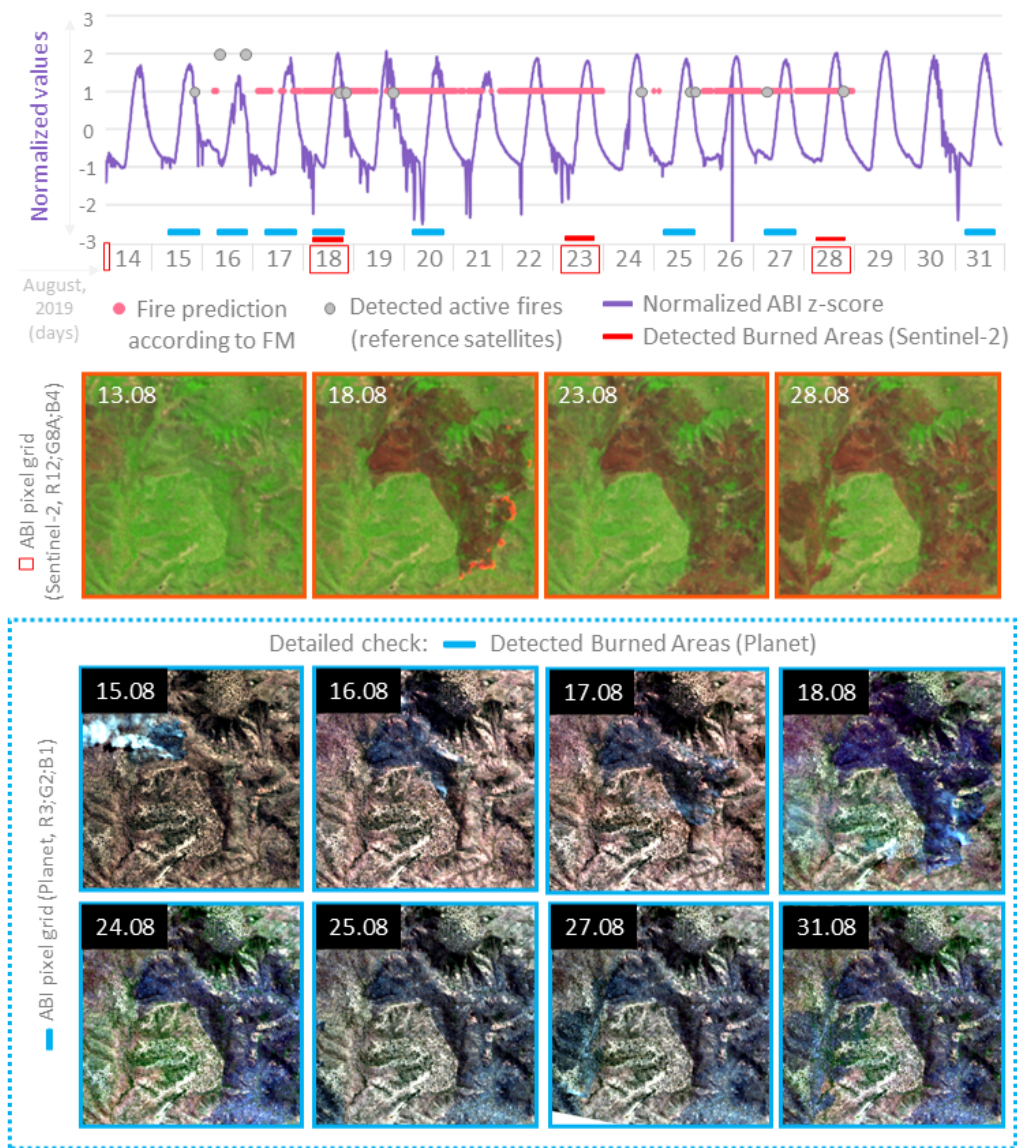 3
2
1
0
-1
-2
-3
Normalized values
14 15 16 17 18 19 20 21 22 23 24 25 26 27 28 29 30 31
August,
2019
(days)
Fire prediction
according to FM
Detected active fires
(reference satellites)
Normalized ABI z-score
Detected Burned Areas (Sentinel-2)
ABI pixel grid
(Sentinel-2, R12;G8A;B4)
13.08 18.08 23.08 28.08
Detailed check: Detected Burned Areas (Planet)
ABI pixel grid (Planet, R3;G2;B1)
15.08 16.08 17.08 18.08
24.08 25.08 27.08 31.08